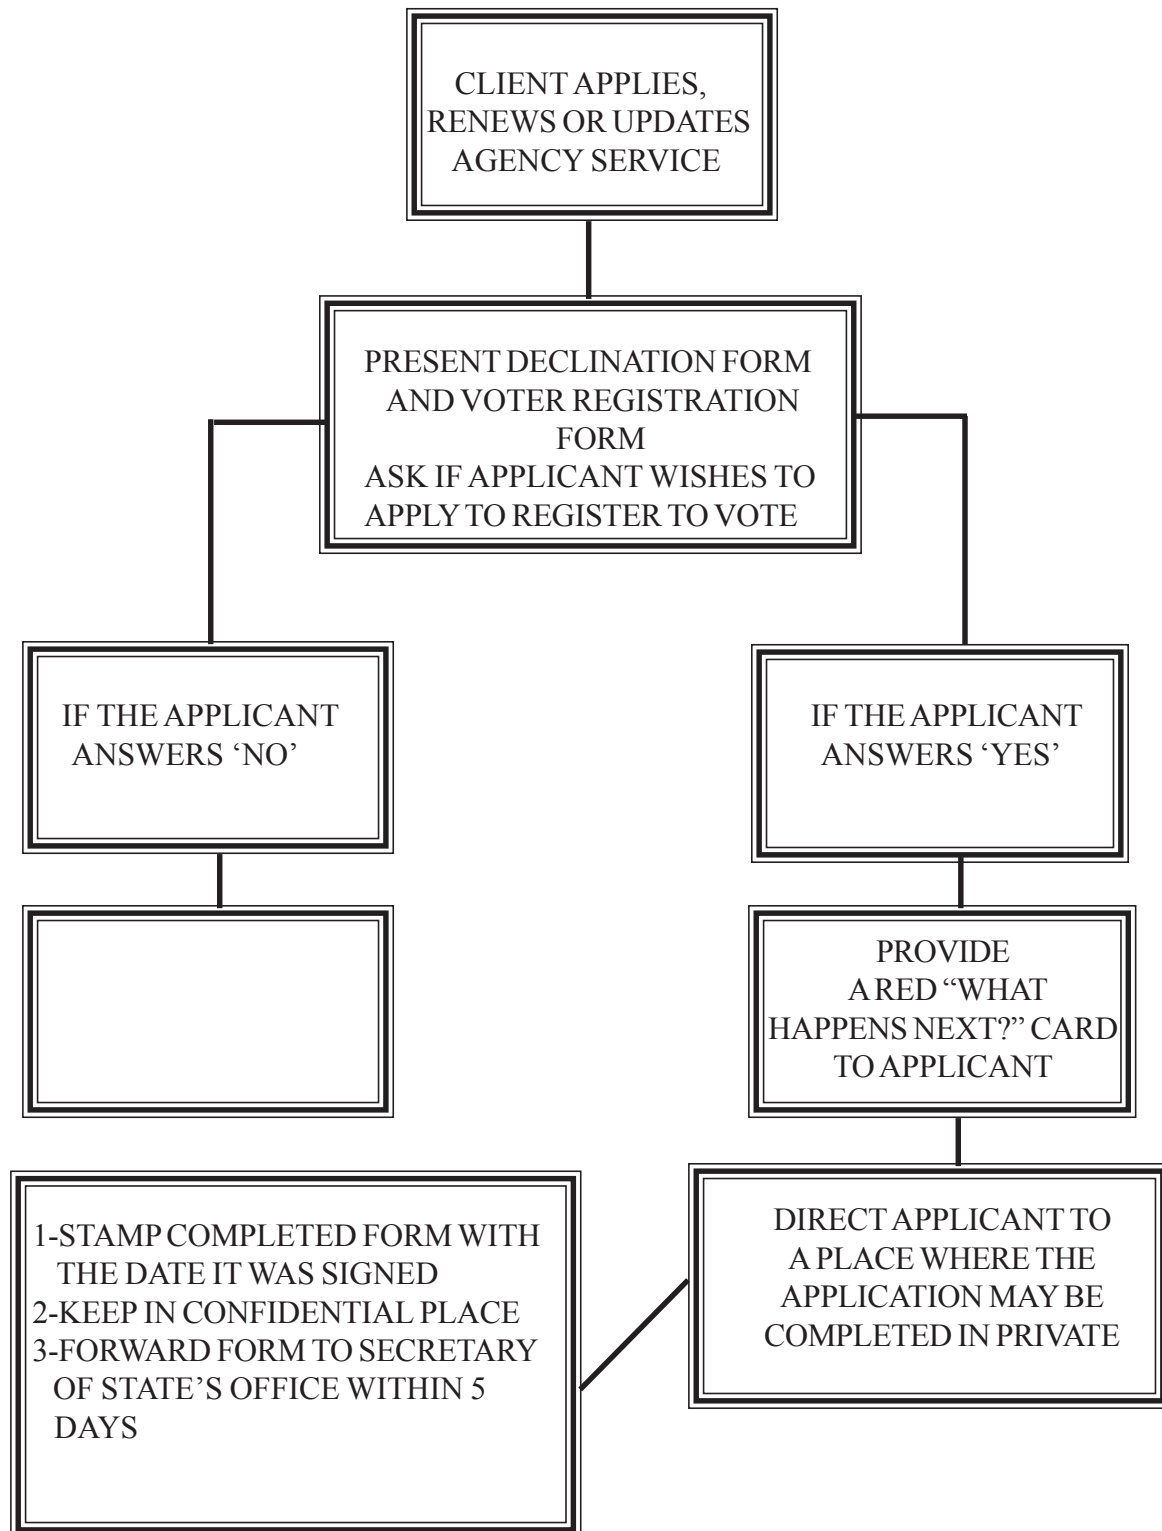 CLIENT APPLIES,
RENEWS OR UPDATES
AGENCY SERVICE
PRESENT DECLINATION FORM
AND VOTER REGISTRATION
FORM
ASK IF APPLICANT WISHES TO
APPLY TO REGISTER TO VOTE
IF THE APPLICANT
ANSWERS ‘NO’
IF THE APPLICANT
ANSWERS ‘YES’
PROVIDE
A RED “WHAT
HAPPENS NEXT?” CARD
TO APPLICANT
DIRECT APPLICANT TO
A PLACE WHERE THE
APPLICATION MAY BE
COMPLETED IN PRIVATE
1-STAMP COMPLETED FORM WITH
THE DATE IT WAS SIGNED
2-KEEP IN CONFIDENTIAL PLACE
3-FORWARD FORM TO SECRETARY
OF STATE’S OFFICE WITHIN 5
DAYS